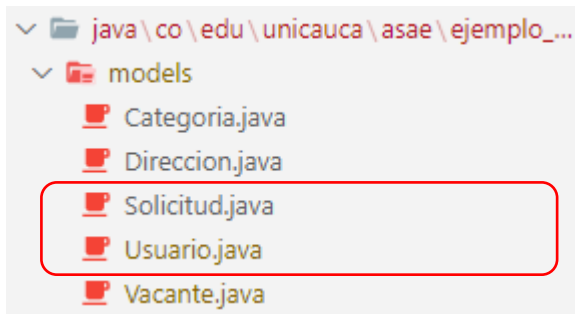 java\co\edu\unicauca\asae\ejemplo_...
models
Categoria.java
Direccion.java
Solicitud.java
Usuario.java
Vacante.java